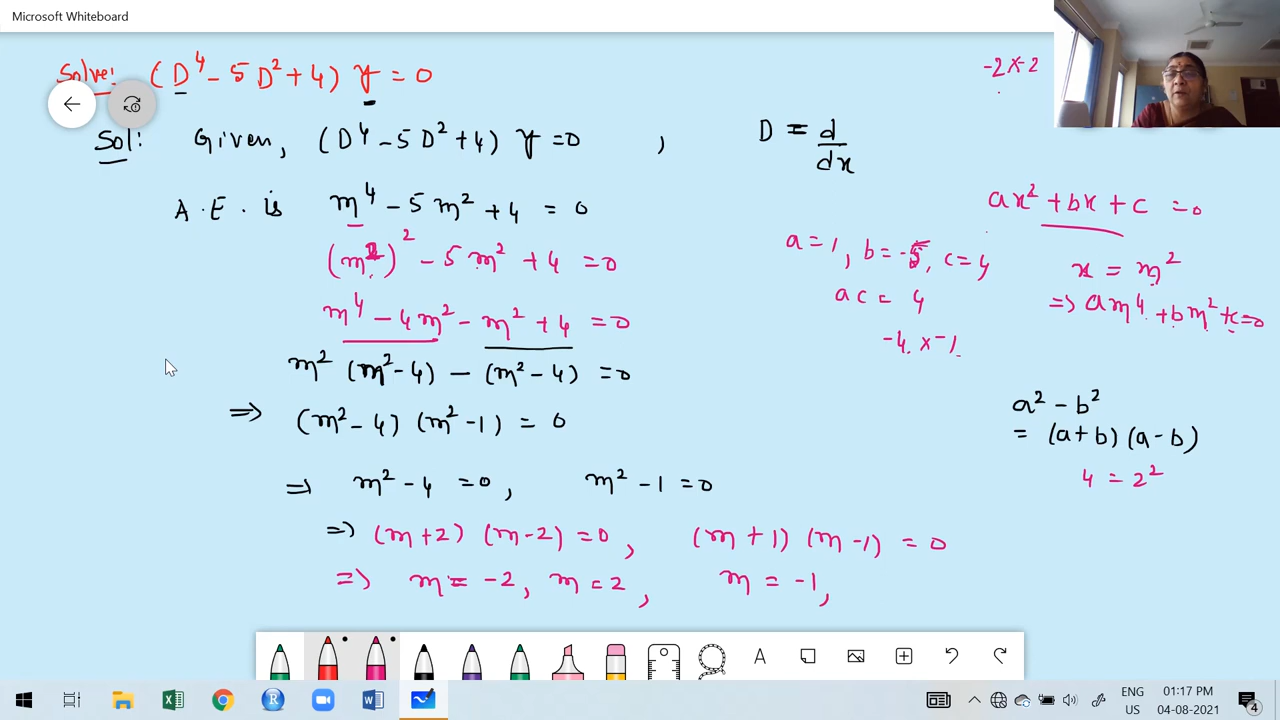 Microsoft Whiteboard
Solve: (D⁴ - 5D² + 4) y = 0
-2 x -2
Sol: Given, (D⁴ - 5D² + 4) y = 0 , D = d/dx
A.E. is m⁴ - 5m² + 4 = 0
(m²)² - 5m² + 4 = 0
m⁴ - 4m² - m² + 4 = 0
m² (m² - 4) - (m² - 4) = 0
⇒ (m² - 4) (m² - 1) = 0
⇒ m² - 4 = 0, m² - 1 = 0
⇒ (m + 2) (m - 2) = 0, (m + 1) (m - 1) = 0
⇒ m = -2, m = 2, m = -1,
ax² + bx + c = 0
a = 1, b = -5, c = 4
ac = 4
-4 x -1
x = m²
⇒ am⁴ + bm² + c = 0
a² - b²
= (a + b) (a - b)
4 = 2²
A
ENG
US
01:17 PM
04-08-2021
4